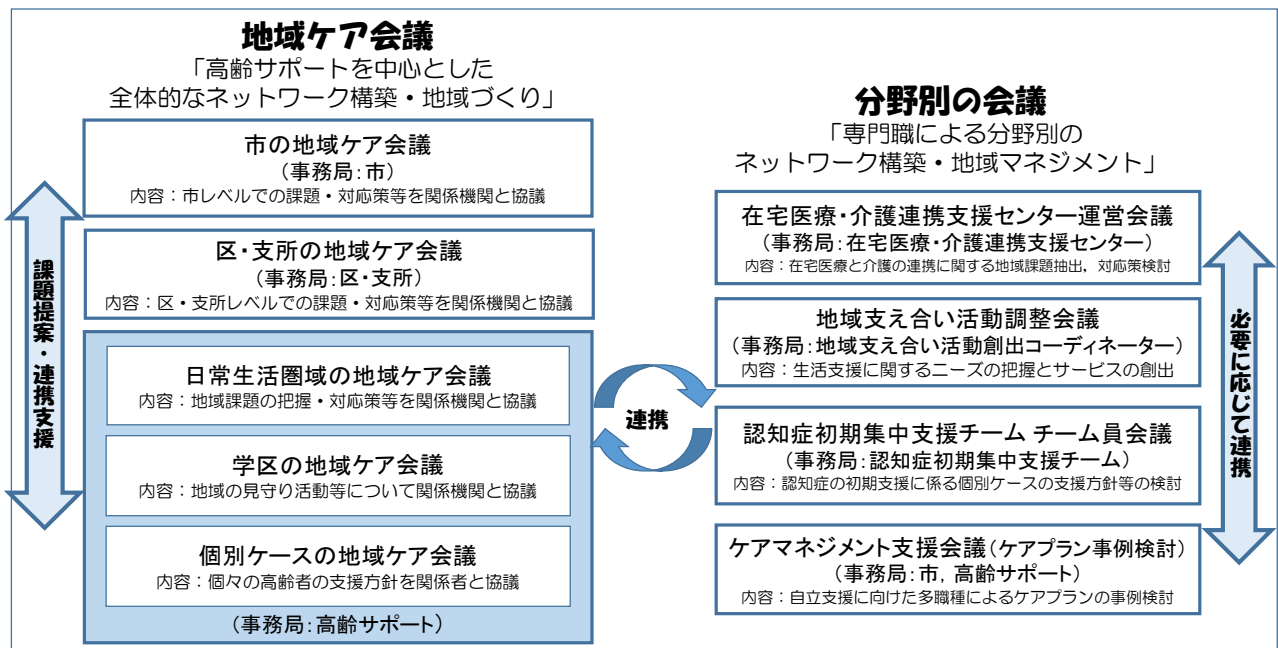 地域ケア会議
「高齢サポートを中心とした
全体的なネットワーク構築・地域づくり」
市の地域ケア会議
(事務局:市)
内容：市レベルでの課題・対応策等を関係機関と協議
区・支所の地域ケア会議
(事務局:区・支所)
内容：区・支所レベルでの課題・対応策等を関係機関と協議
日常生活圏域の地域ケア会議
内容：地域課題の把握・対応策等を関係機関と協議
学区の地域ケア会議
内容：地域の見守り活動等について関係機関と協議
個別ケースの地域ケア会議
内容：個々の高齢者の支援方針を関係者と協議
(事務局:高齢サポート)
課題提案・連携支援
連携
分野別の会議
「専門職による分野別の
ネットワーク構築・地域マネジメント」
在宅医療・介護連携支援センター運営会議
(事務局:在宅医療・介護連携支援センター)
内容：在宅医療と介護の連携に関する地域課題抽出，対応策検討
地域支え合い活動調整会議
(事務局:地域支え合い活動創出コーディネーター)
内容：生活支援に関するニーズの把握とサービスの創出
認知症初期集中支援チーム チーム員会議
(事務局:認知症初期集中支援チーム)
内容：認知症の初期支援に係る個別ケースの支援方針等の検討
ケアマネジメント支援会議(ケアプラン事例検討)
(事務局:市，高齢サポート)
内容：自立支援に向けた多職種によるケアプランの事例検討
必要に応じて連携